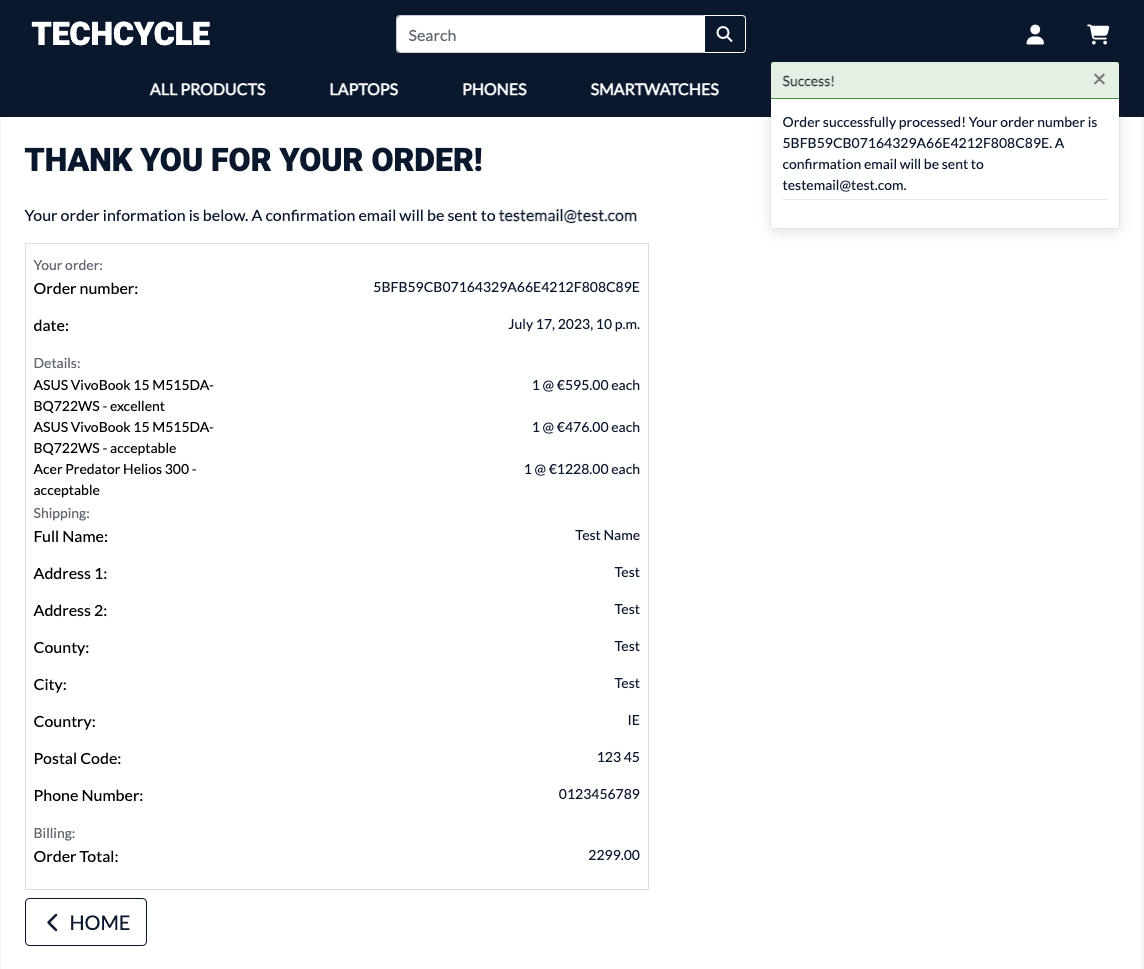 TECHCYCLE
Search
ALL PRODUCTS LAPTOPS PHONES SMARTWATCHES
Success!
Order successfully processed! Your order number is
5BFB59CB07164329A66E4212F808C89E. A
confirmation email will be sent to
testemail@test.com.
THANK YOU FOR YOUR ORDER!
Your order information is below. A confirmation email will be sent to testemail@test.com
Your order:
Order number: 5BFB59CB07164329A66E4212F808C89E
date: July 17, 2023, 10 p.m.
Details:
ASUS VivoBook 15 M515DA- 1 @ €595.00 each
BQ722WS - excellent
ASUS VivoBook 15 M515DA- 1 @ €476.00 each
BQ722WS - acceptable
Acer Predator Helios 300 - 1 @ €1228.00 each
acceptable
Shipping:
Full Name: Test Name
Address 1: Test
Address 2: Test
County: Test
City: Test
Country: IE
Postal Code: 123 45
Phone Number: 0123456789
Billing:
Order Total: 2299.00
HOME